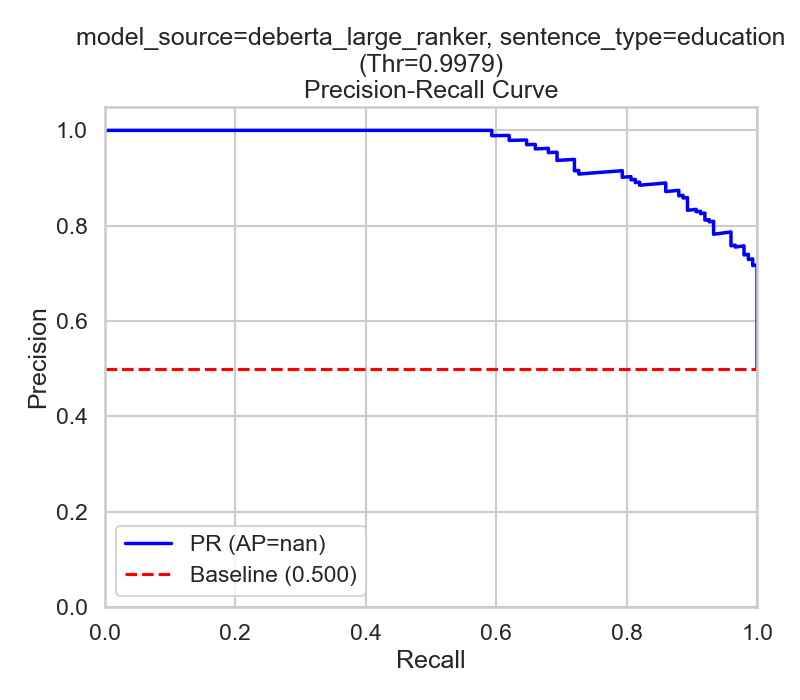 model_source=deberta_large_ranker, sentence_type=education
(Thr=0.9979)
Precision-Recall Curve
1.0
0.8
0.6
0.4
0.2
0.0
Precision
PR (AP=nan)
Baseline (0.500)
0.0 0.2 0.4 0.6 0.8 1.0
Recall